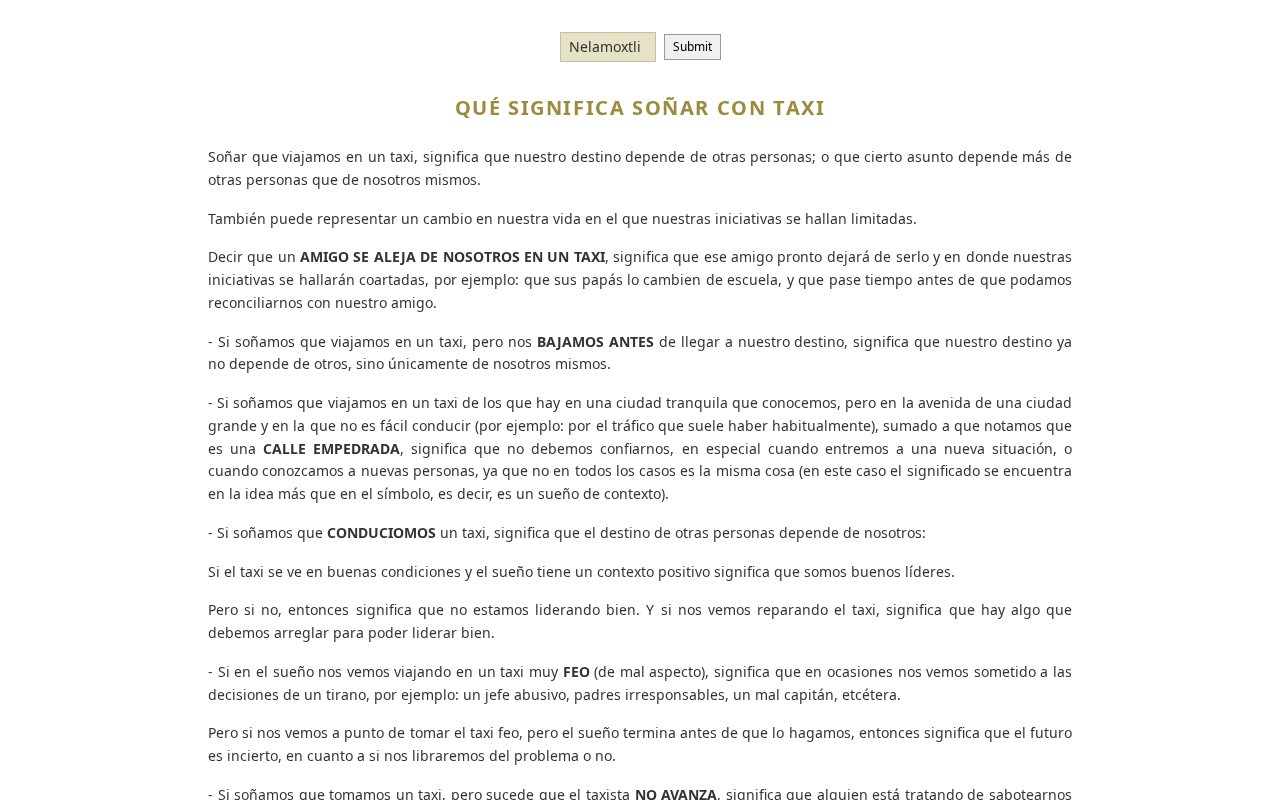 Nelamoxtli Submit
QUÉ SIGNIFICA SOÑAR CON TAXI
Soñar que viajamos en un taxi, significa que nuestro destino depende de otras personas; o que cierto asunto depende más de
otras personas que de nosotros mismos.
También puede representar un cambio en nuestra vida en el que nuestras iniciativas se hallan limitadas.
Decir que un AMIGO SE ALEJA DE NOSOTROS EN UN TAXI, significa que ese amigo pronto dejará de serlo y en donde nuestras
iniciativas se hallarán coartadas, por ejemplo: que sus papás lo cambien de escuela, y que pase tiempo antes de que podamos
reconciliarnos con nuestro amigo.
- Si soñamos que viajamos en un taxi, pero nos BAJAMOS ANTES de llegar a nuestro destino, significa que nuestro destino ya
no depende de otros, sino únicamente de nosotros mismos.
- Si soñamos que viajamos en un taxi de los que hay en una ciudad tranquila que conocemos, pero en la avenida de una ciudad
grande y en la que no es fácil conducir (por ejemplo: por el tráfico que suele haber habitualmente), sumado a que notamos que
es una CALLE EMPEDRADA, significa que no debemos confiarnos, en especial cuando entremos a una nueva situación, o
cuando conozcamos a nuevas personas, ya que no en todos los casos es la misma cosa (en este caso el significado se encuentra
en la idea más que en el símbolo, es decir, es un sueño de contexto).
- Si soñamos que CONDUCIOMOS un taxi, significa que el destino de otras personas depende de nosotros:
Si el taxi se ve en buenas condiciones y el sueño tiene un contexto positivo significa que somos buenos líderes.
Pero si no, entonces significa que no estamos liderando bien. Y si nos vemos reparando el taxi, significa que hay algo que
debemos arreglar para poder liderar bien.
- Si en el sueño nos vemos viajando en un taxi muy FEO (de mal aspecto), significa que en ocasiones nos vemos sometido a las
decisiones de un tirano, por ejemplo: un jefe abusivo, padres irresponsables, un mal capitán, etcétera.
Pero si nos vemos a punto de tomar el taxi feo, pero el sueño termina antes de que lo hagamos, entonces significa que el futuro
es incierto, en cuanto a si nos libraremos del problema o no.
- Si soñamos que tomamos un taxi, pero sucede que el taxista NO AVANZA, significa que alguien está tratando de sabotearnos